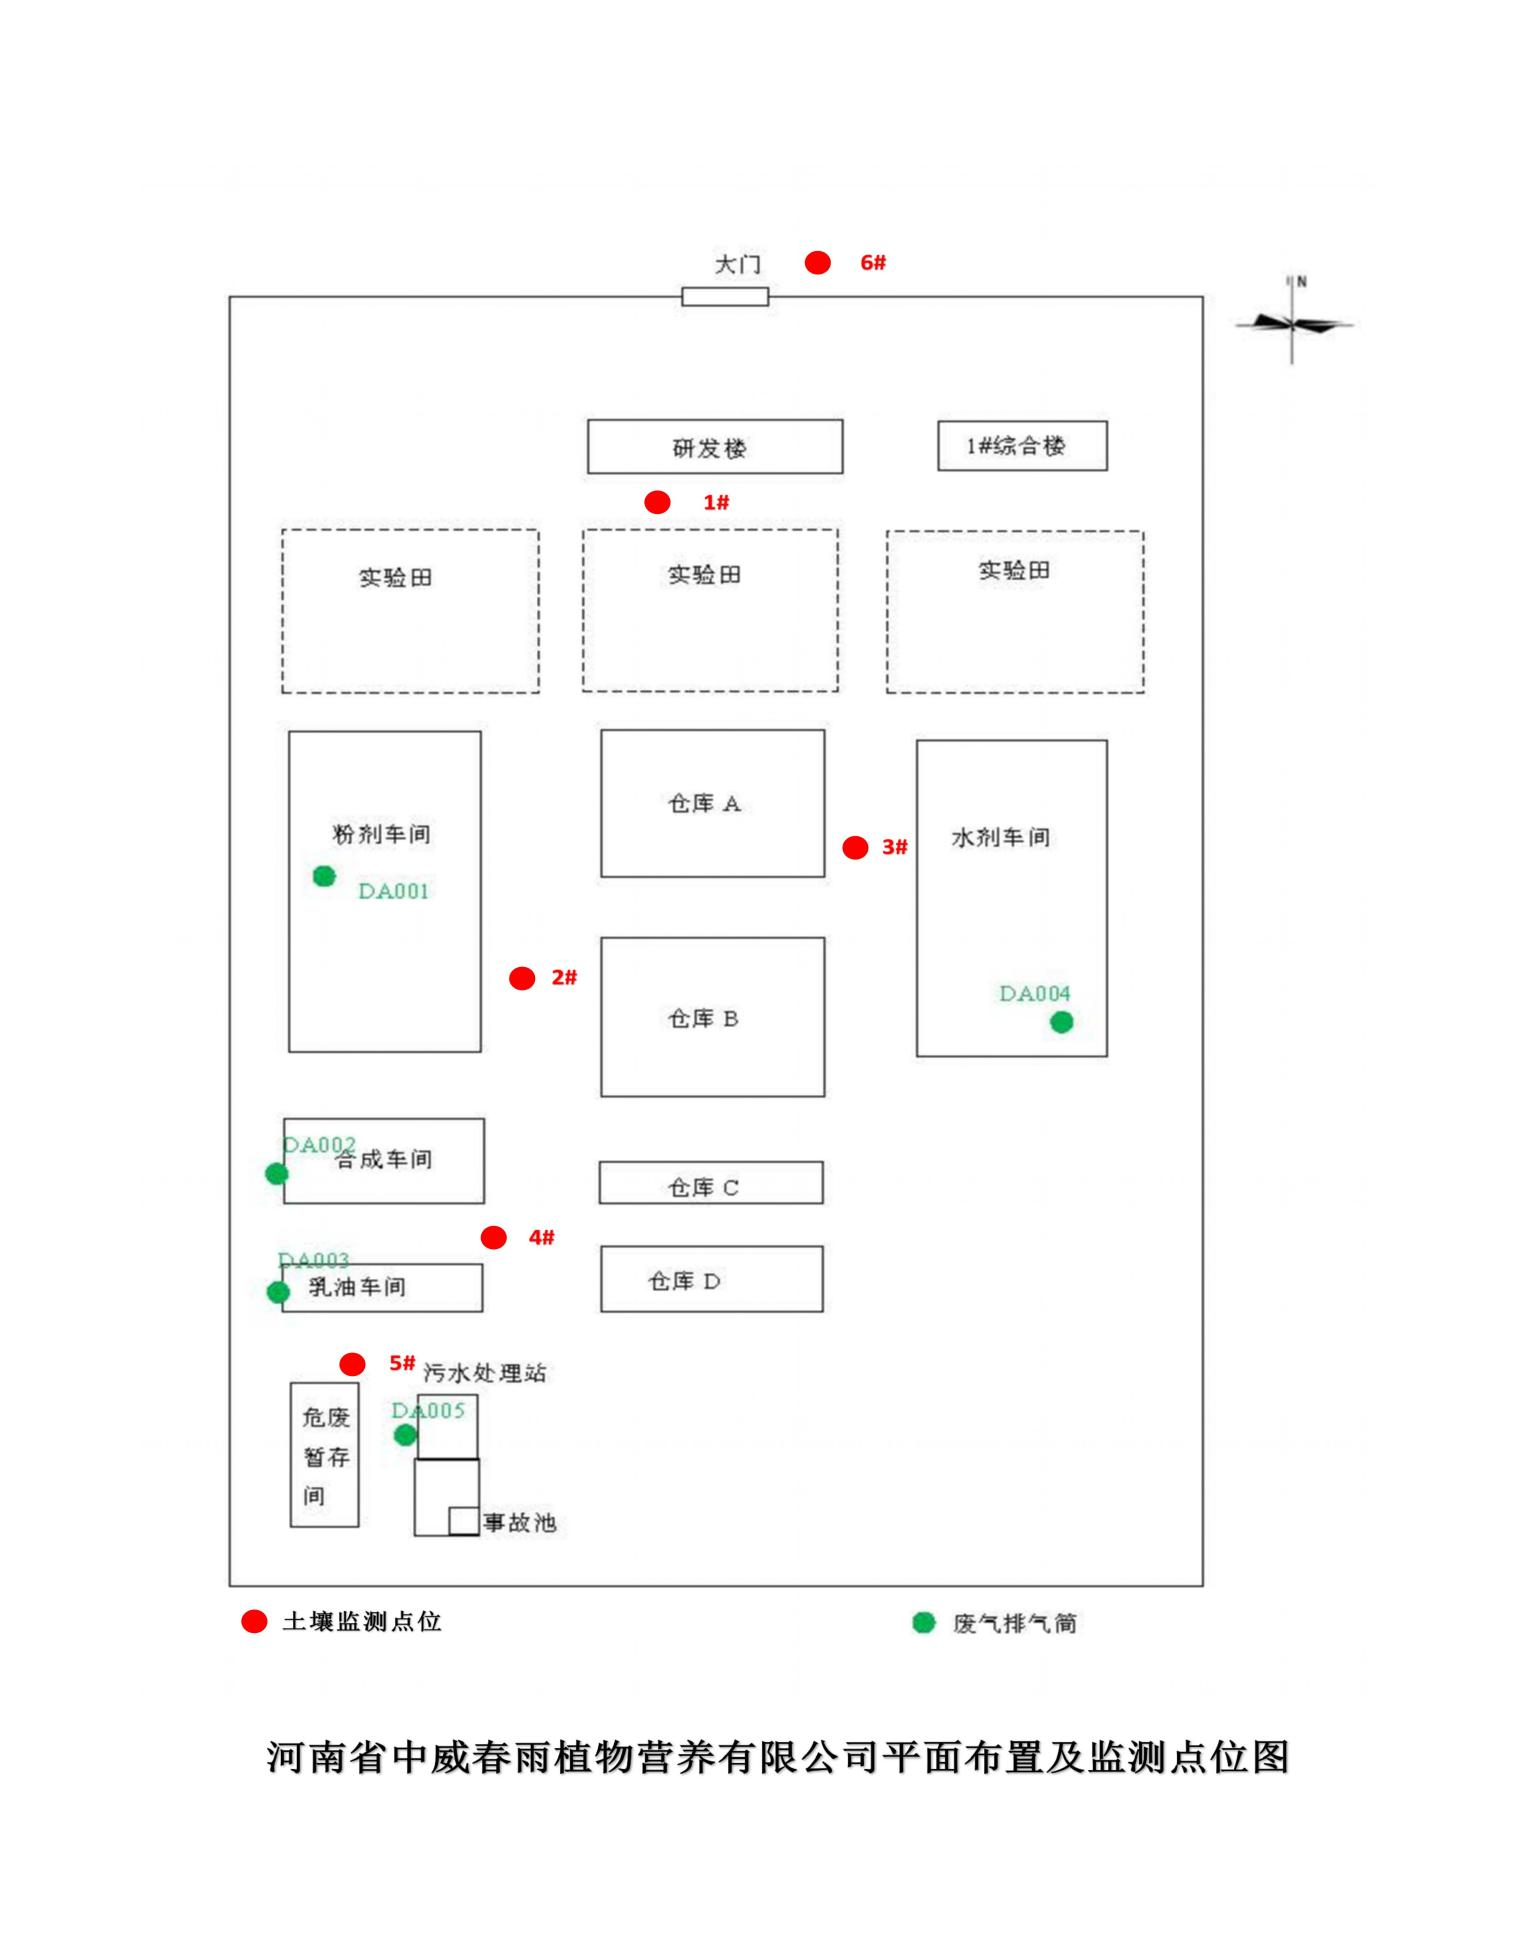 大门
6#
N
研发楼
1#综合楼
1#
实验田
实验田
实验田
粉剂车间
DA001
仓库 A
3#
水剂车间
2#
仓库 B
DA004
DA002
合成车间
仓库 C
4#
DA003
乳油车间
仓库 D
5#
污水处理站
DA005
危废
暂存
间
事故池
土壤监测点位
废气排气筒
河南省中威春雨植物营养有限公司平面布置及监测点位图